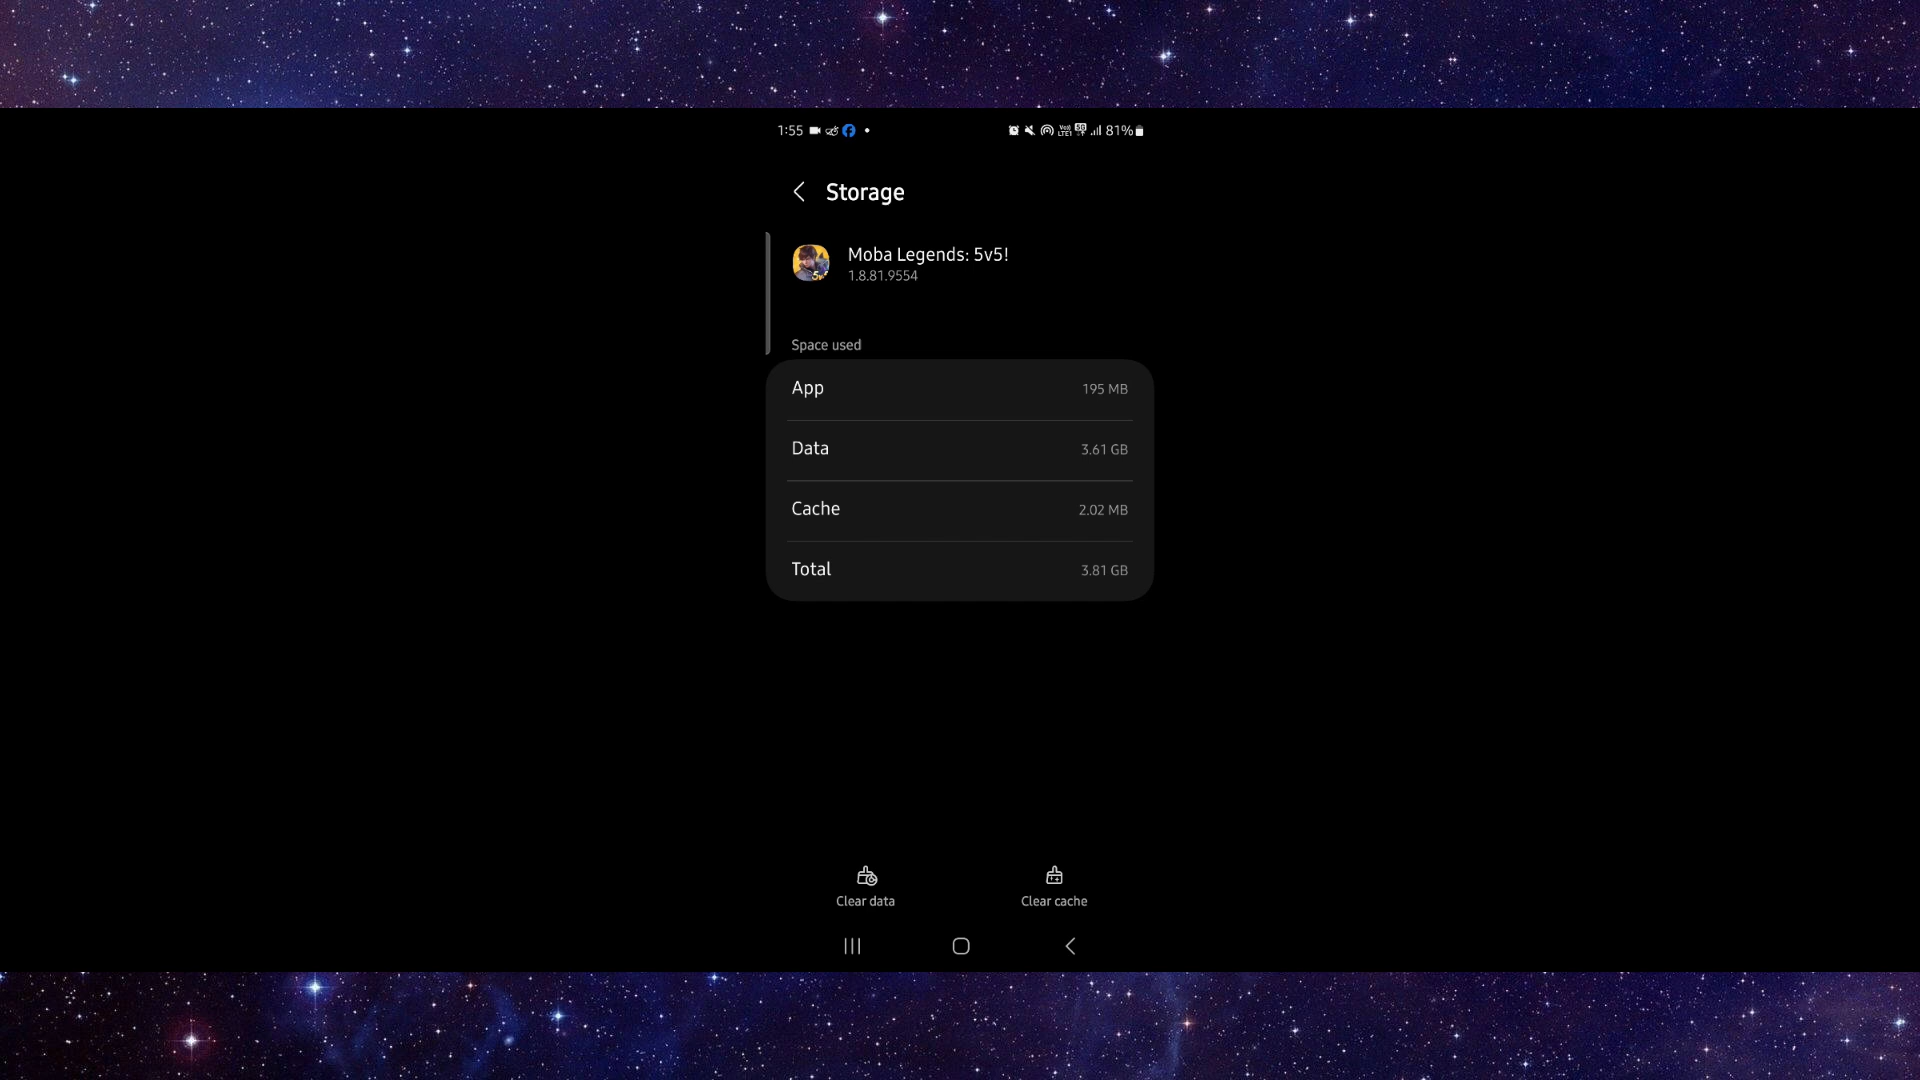 1:55 81%
Storage
Moba Legends: 5v5!
1.8.81.9554
Space used
App 195 MB
Data 3.61 GB
Cache 2.02 MB
Total 3.81 GB
Clear data Clear cache